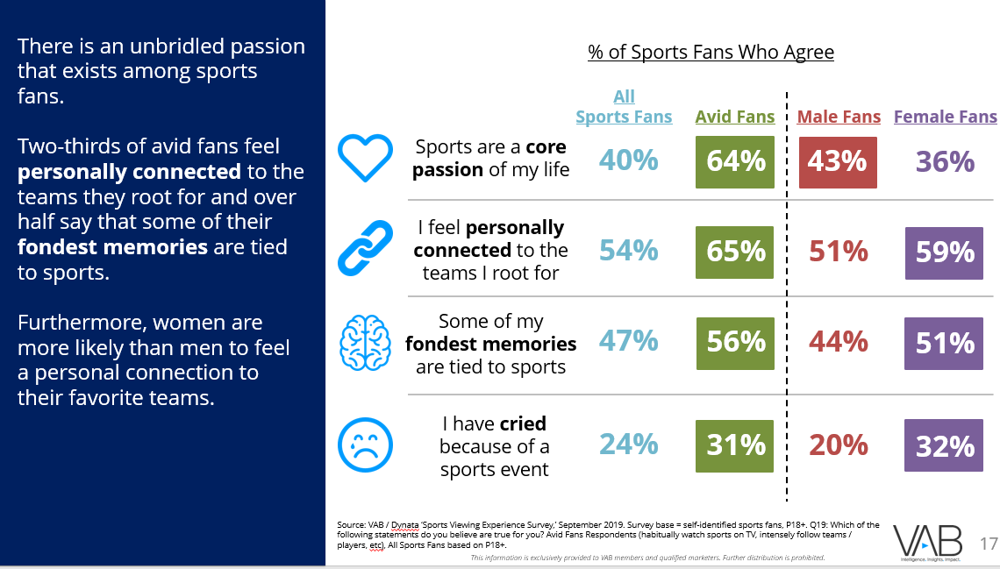 There is an unbridled passion
that exists among sports
fans.
Two-thirds of avid fans feel
personally connected to the
teams they root for and over
half say that some of their
fondest memories are tied
to sports.
Furthermore, women are
more likely than men to feel
a personal connection to
their favorite teams.
% of Sports Fans Who Agree
All
Sports Fans Avid Fans Male Fans Female Fans
Sports are a core
passion of my life
40% 64% 43% 36%
I feel personally
connected to the
teams I root for
54% 65% 51% 59%
Some of my
fondest memories
are tied to sports
47% 56% 44% 51%
I have cried
because of a
sports event
24% 31% 20% 32%
Source: VAB / Dynata 'Sports Viewing Experience Survey,' September 2019. Survey base = self-identified sports fans, P18+. Q19: Which of the
following statements do you believe are true for you? Avid Fans Respondents (habitually watch sports on TV, intensely follow teams /
players, etc), All Sports Fans based on P18+.
This information is exclusively provided to VAB members and qualified marketers. Further distribution is prohibited.
VAB
Intelligence. Insights. Impact.
17